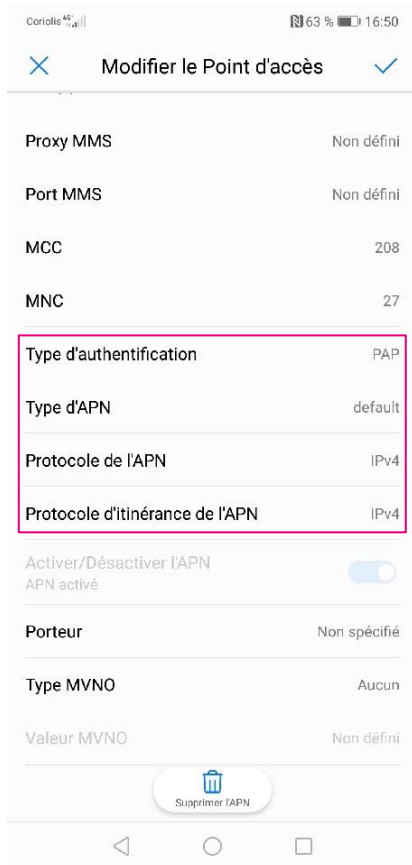 Coriolis 4G 63 % 16:50
Modifier le Point d'accès
Proxy MMS Non défini
Port MMS Non défini
MCC 208
MNC 27
Type d'authentification PAP
Type d'APN default
Protocole de l'APN IPv4
Protocole d'itinérance de l'APN IPv4
Activer/Désactiver l'APN
APN activé
Porteur Non spécifié
Type MVNO Aucun
Valeur MVNO Non défini
Supprimer l'APN